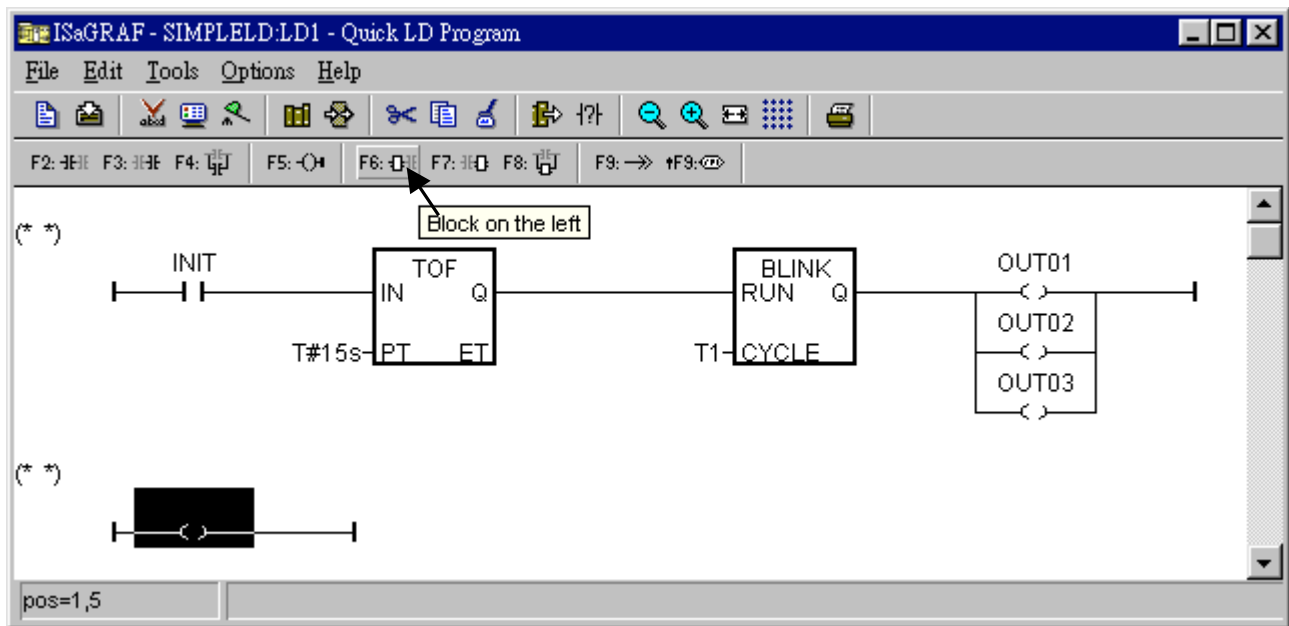 ISaGRAF - SIMPLELD:LD1 - Quick LD Program
File Edit Tools Options Help
abcd
F2: F3: F4: F5: F6: F7: F8: F9: F9:
Block on the left
(* *)
INIT TOF BLINK OUT01
IN Q RUN Q
OUT02
T#15s PT ET T1 CYCLE
OUT03
(* *)
pos=1,5